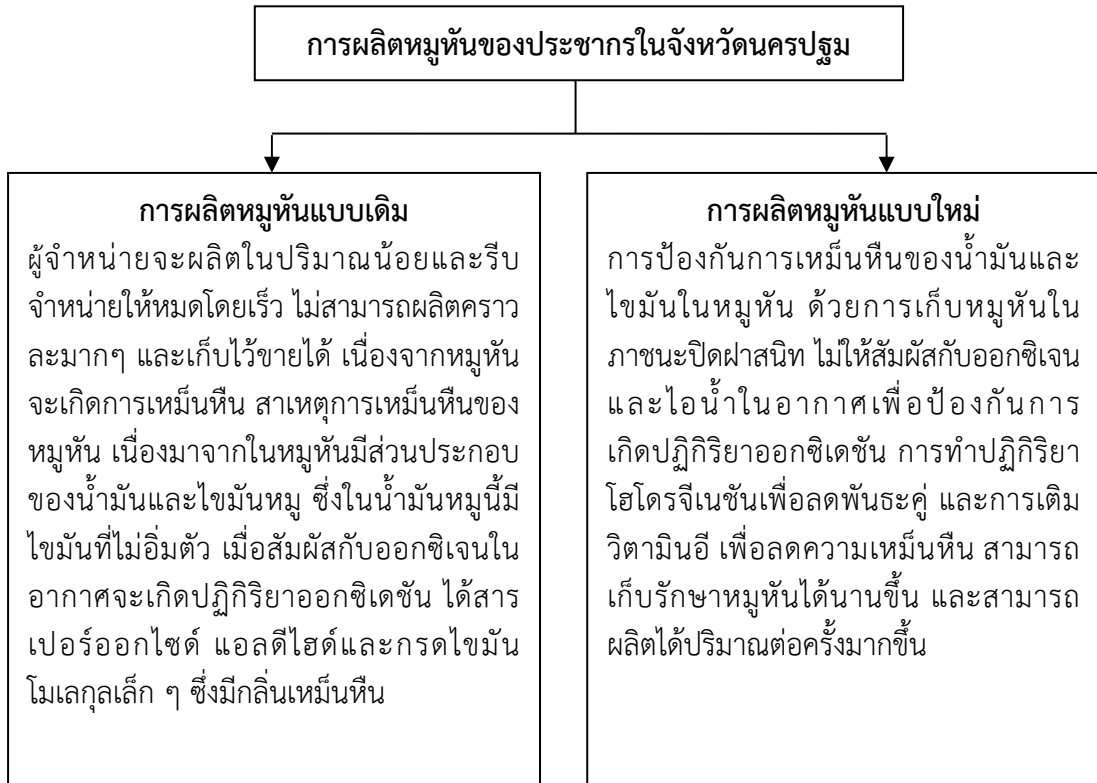 การผลิตหมูหันของประชากรในจังหวัดนครปฐม
การผลิตหมูหันแบบเดิม
ผู้จำหน่ายจะผลิตในปริมาณน้อยและรีบ
จำหน่ายให้หมดโดยเร็ว ไม่สามารถผลิตคราว
ละมากๆ และเก็บไว้ขายได้ เนื่องจากหมูหัน
จะเกิดการเหม็นหืน สาเหตุการเหม็นหืนของ
หมูหัน เนื่องมาจากในหมูหันมีส่วนประกอบ
ของน้ำมันและไขมันหมู ซึ่งในน้ำมันหมูนี้มี
ไขมันที่ไม่อิ่มตัว เมื่อสัมผัสกับออกซิเจนใน
อากาศจะเกิดปฏิกิริยาออกซิเดชัน ได้สาร
เปอร์ออกไซด์ แอลดีไฮด์และกรดไขมัน
โมเลกุลเล็ก ๆ ซึ่งมีกลิ่นเหม็นหืน
การผลิตหมูหันแบบใหม่
การป้องกันการเหม็นหืนของน้ำมันและ
ไขมันในหมูหัน ด้วยการเก็บหมูหันใน
ภาชนะปิดฝาสนิท ไม่ให้สัมผัสกับออกซิเจน
และไอน้ำในอากาศเพื่อป้องกันการ
เกิดปฏิกิริยาออกซิเดชัน การทำปฏิกิริยา
โฮโดรจีเนชันเพื่อลดพันธะคู่ และการเติม
วิตามินอี เพื่อลดความเหม็นหืน สามารถ
เก็บรักษาหมูหันได้นานขึ้น และสามารถ
ผลิตได้ปริมาณต่อครั้งมากขึ้น